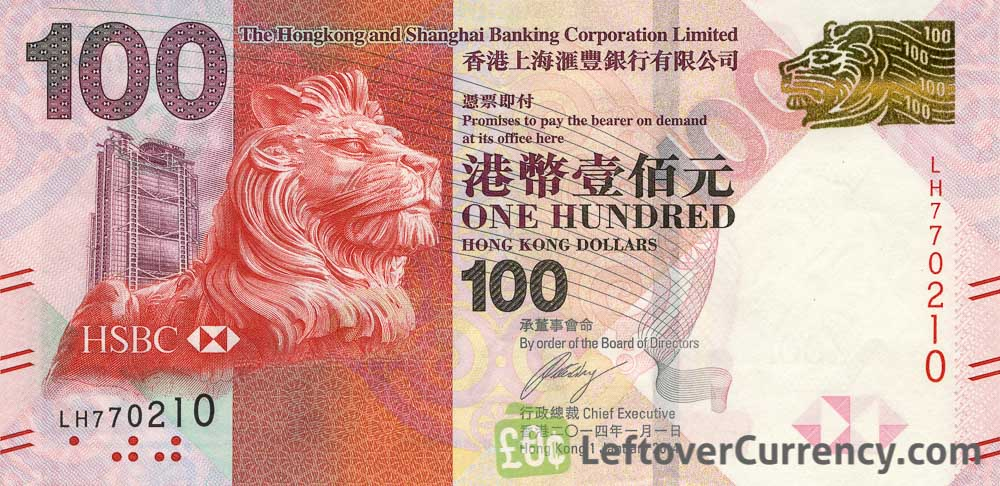 100
The Hongkong and Shanghai Banking Corporation Limited
香港上海滙豐銀行有限公司
100
100
100
100
憑票即付
Promises to pay the bearer on demand
at its office here
港幣壹佰元
ONE HUNDRED
HONG KONG DOLLARS
100
承董事會命
By order of the Board of Directors
行政總裁 Chief Executive
香港二〇一四年一月一日
Hong Kong 1 January
HSBC
LH770210
LH770210
£€$
LeftoverCurrency.com